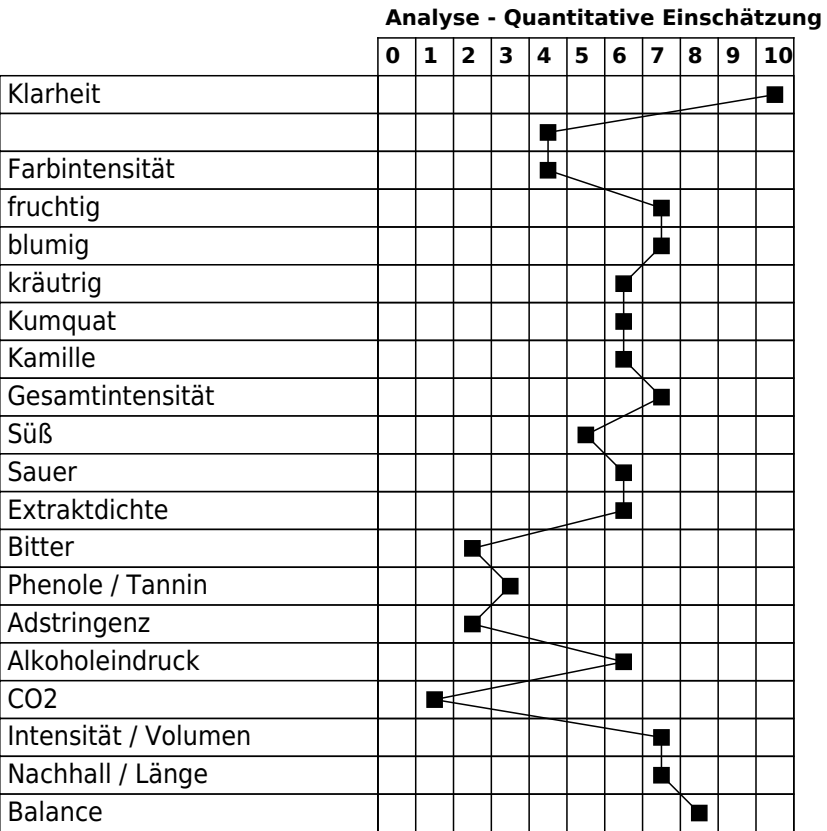 Analyse - Quantitative Einschätzung
0 1 2 3 4 5 6 7 8 9 10
Klarheit
Farbintensität
fruchtig
blumig
kräutrig
Kumquat
Kamille
Gesamtintensität
Süß
Sauer
Extraktdichte
Bitter
Phenole / Tannin
Adstringenz
Alkoholeindruck
CO2
Intensität / Volumen
Nachhall / Länge
Balance